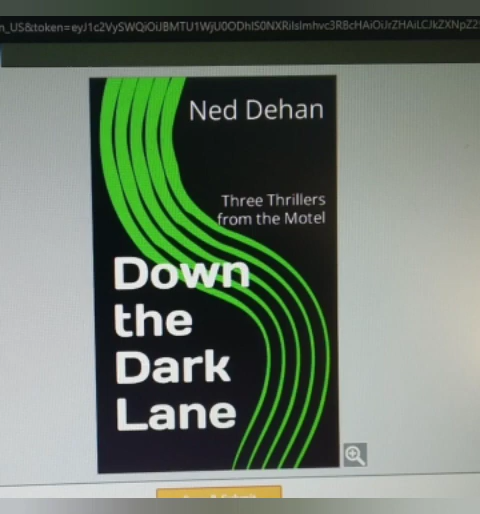 Ned Dehan
Three Thrillers
from the Motel
Down
the
Dark
Lane